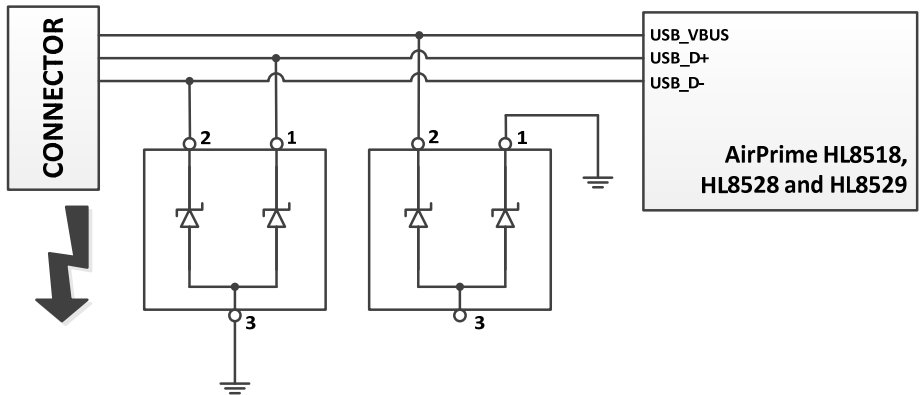 CONNECTOR
USB_VBUS
USB_D+
USB_D-
2
1
2
1
AirPrime HL8518,
HL8528 and HL8529
3
3